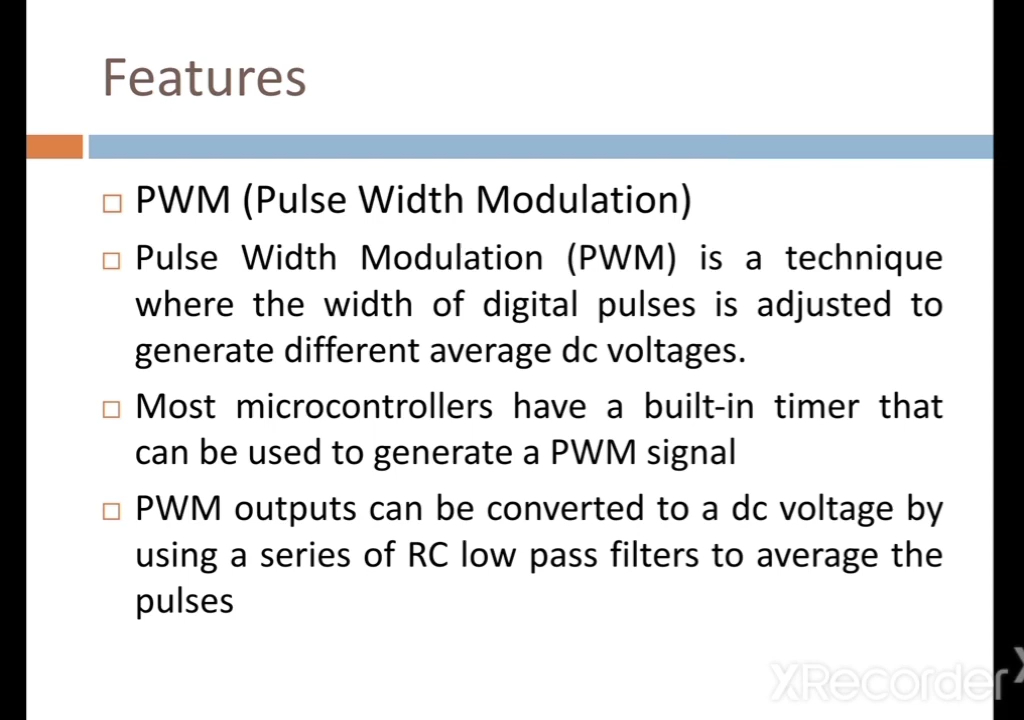 Features
PWM (Pulse Width Modulation)
Pulse Width Modulation (PWM) is a technique
where the width of digital pulses is adjusted to
generate different average dc voltages.
Most microcontrollers have a built-in timer that
can be used to generate a PWM signal
PWM outputs can be converted to a dc voltage by
using a series of RC low pass filters to average the
pulses
XRecorder